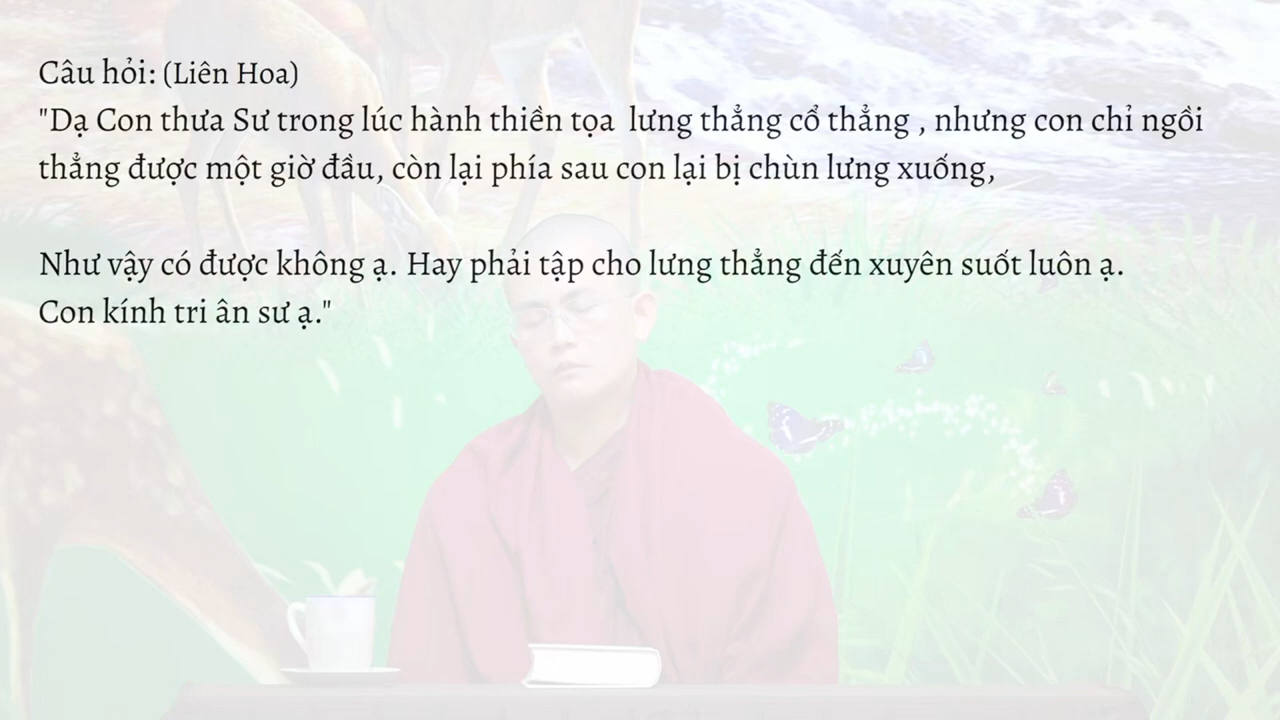 Câu hỏi: (Liên Hoa)
"Dạ Con thưa Sư trong lúc hành thiền tọa lưng thẳng cổ thẳng , nhưng con chỉ ngồi
thẳng được một giờ đầu, còn lại phía sau con lại bị chùn lưng xuống,
Như vậy có được không ạ. Hay phải tập cho lưng thẳng đến xuyên suốt luôn ạ.
Con kính tri ân sư ạ."